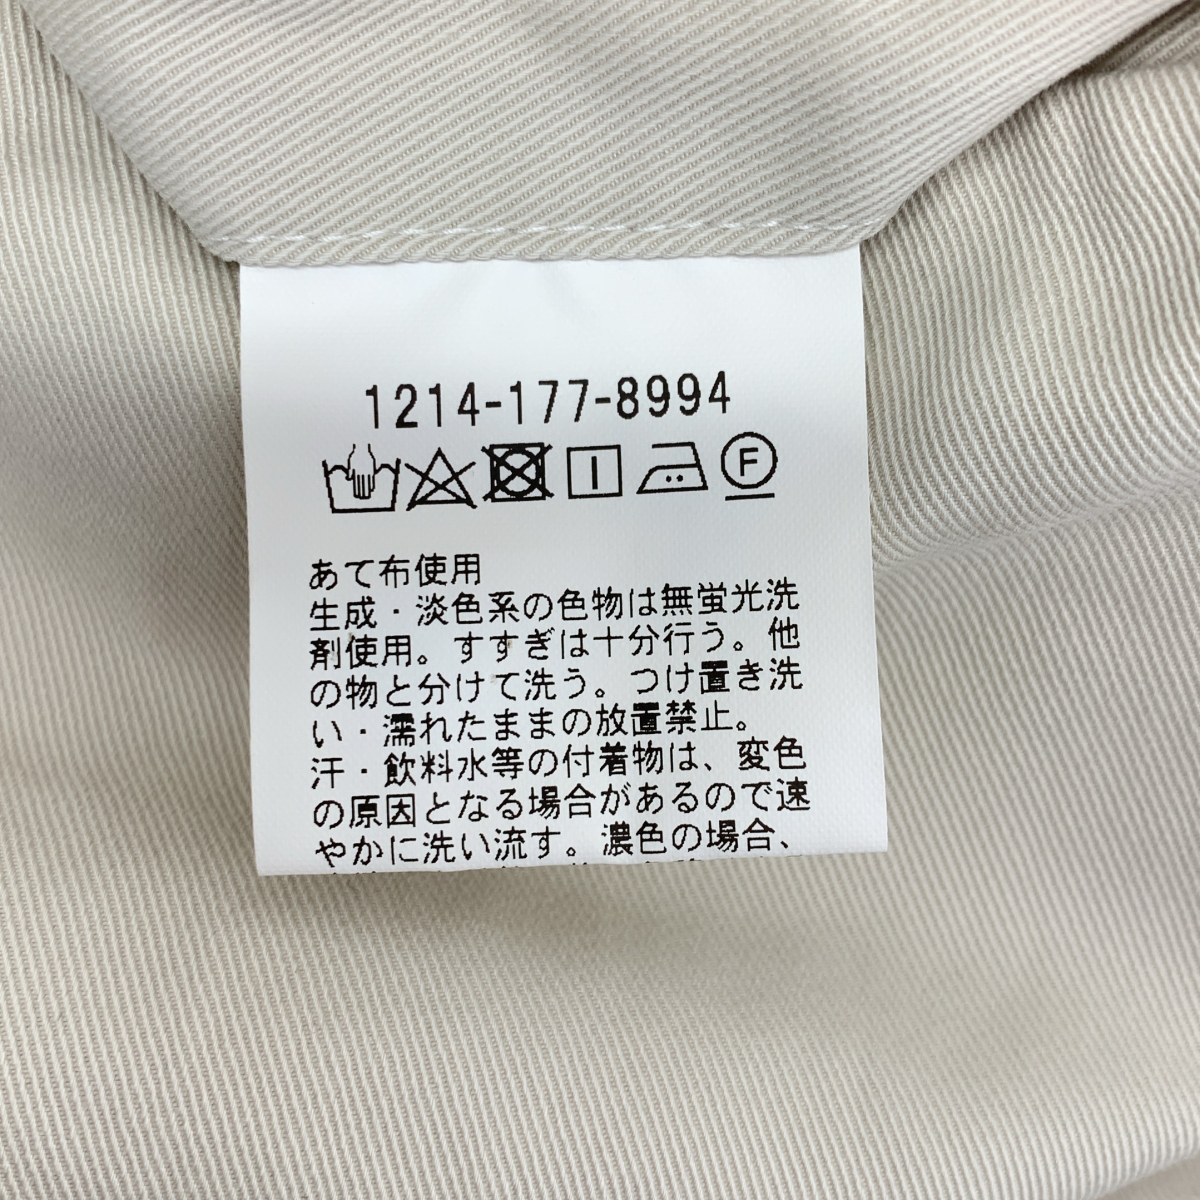 1214-177-8994
F
あて布使用
生成・淡色系の色物は無蛍光洗
剤使用。すすぎは十分行う。他
の物と分けて洗う。つけ置き洗
い・濡れたままの放置禁止。
汗・飲料水等の付着物は、変色
の原因となる場合があるので速
やかに洗い流す。濃色の場合、